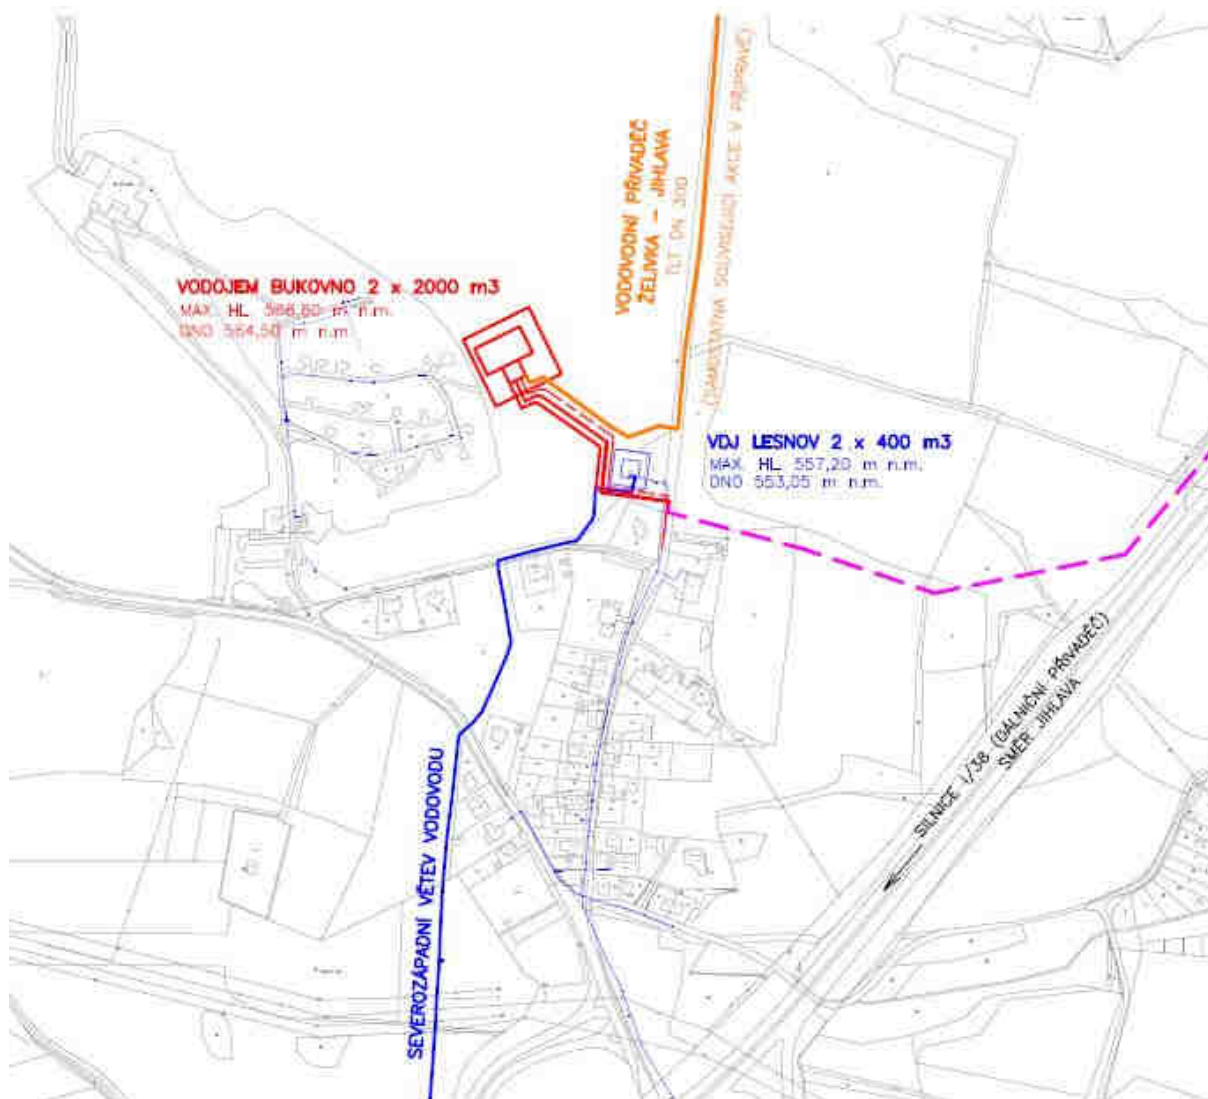 VODOVODNÍ PŘIVADĚČ
ŽELIVKA – JIHLAVA
TLT DN 300
(SAMOSTATNÁ SOUVISEJÍCÍ AKCE V PŘÍPRAVĚ)
VODOJEM BUKOVNO 2 x 2000 m3
MAX. HL. 566,60 m n.m.
DNO 564,50 m n.m
VDJ LESNOV 2 x 400 m3
MAX. HL. 557,20 m n.m.
DNO 553,05 m n.m.
SILNICE I/38 (DÁLNIČNÍ PŘIVADĚČ)
SMĚR JIHLAVA
SEVEROZÁPADNÍ VĚTEV VODOVODU